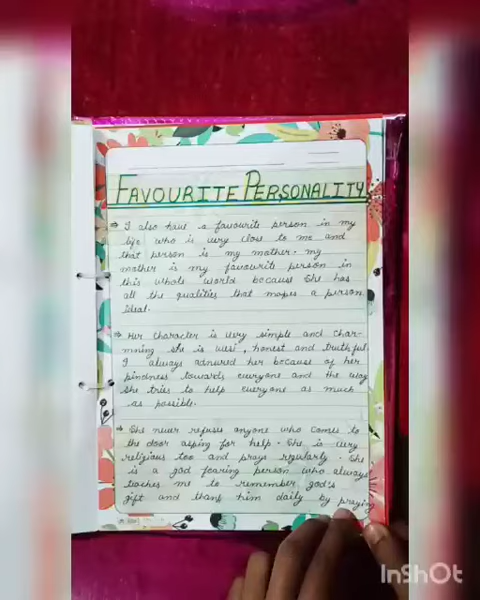 FAVOURITE PERSONALITY
⇒ I also have a favourite person in my
life who is very close to me and
that person is my mother. my
mother is my favourite person in
this whole world because She has
all the qualities that makes a person
ideal.
⇒ Her character is very simple and char-
mning she is wise, honest and truthful.
I always admired her because of her
kindness towards everyone and the way
She tries to help everyone as much
as possible.
⇒ She never refuses anyone who comes to
the door asking for help. She is very
religious too and prays regularly. She
is a god fearing person who always
teaches me to remember god's
gift and thank him daily by praying
InShOt